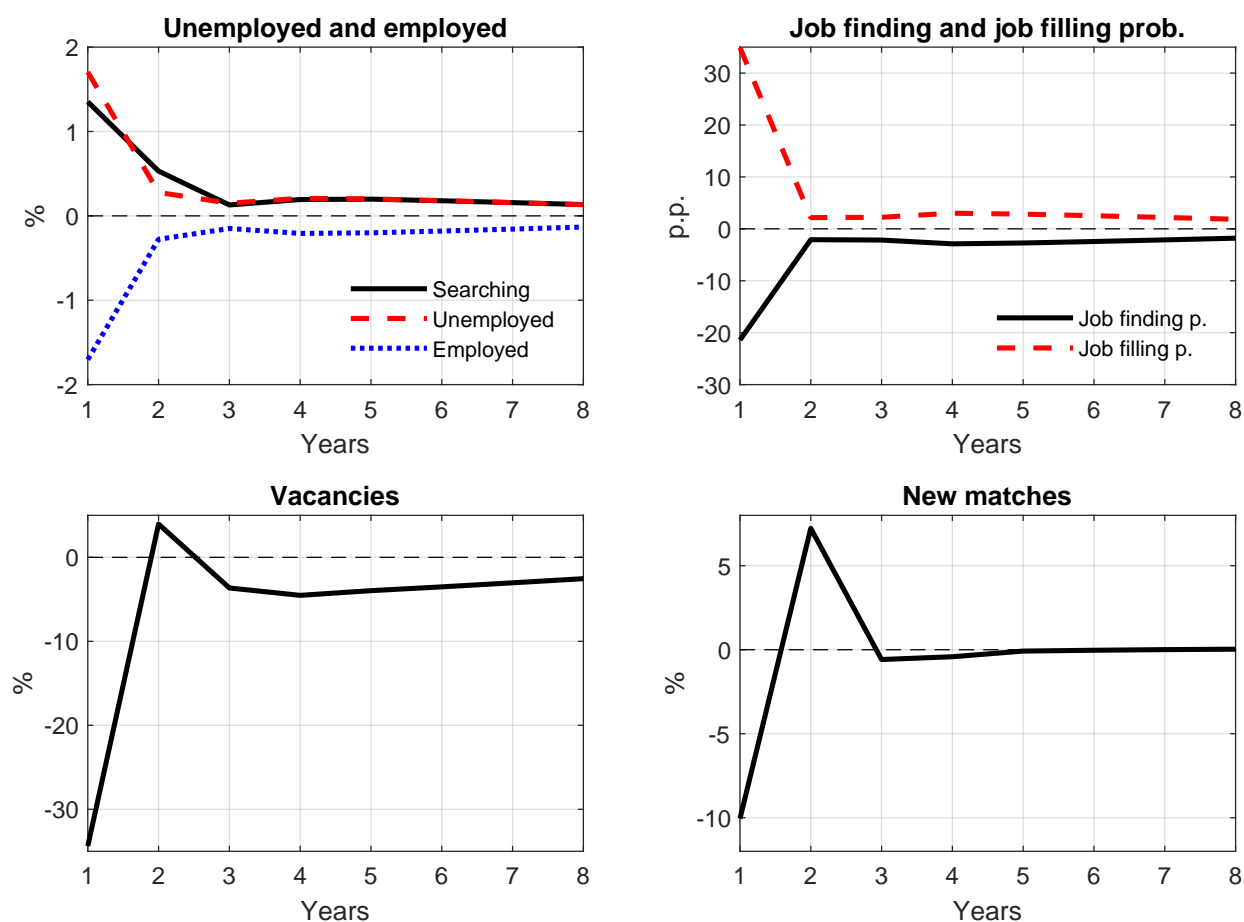 Unemployed and employed
2
1
0
-1
-2
%
Searching
Unemployed
Employed
1 2 3 4 5 6 7 8
Years
Job finding and job filling prob.
30
20
10
0
-10
-20
-30
p.p.
Job finding p.
Job filling p.
1 2 3 4 5 6 7 8
Years
Vacancies
0
-10
-20
-30
%
1 2 3 4 5 6 7 8
Years
New matches
5
0
-5
-10
%
1 2 3 4 5 6 7 8
Years